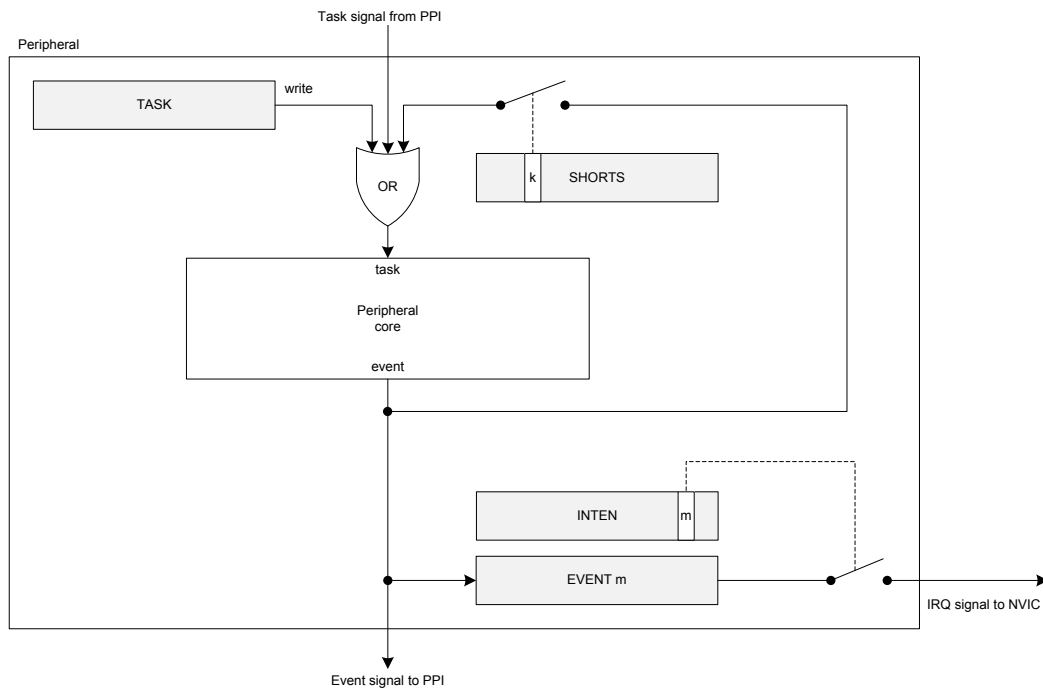 Task signal from PPI
Peripheral
TASK
write
OR
k
SHORTS
task
Peripheral
core
event
INTEN
m
EVENT m
IRQ signal to NVIC
Event signal to PPI